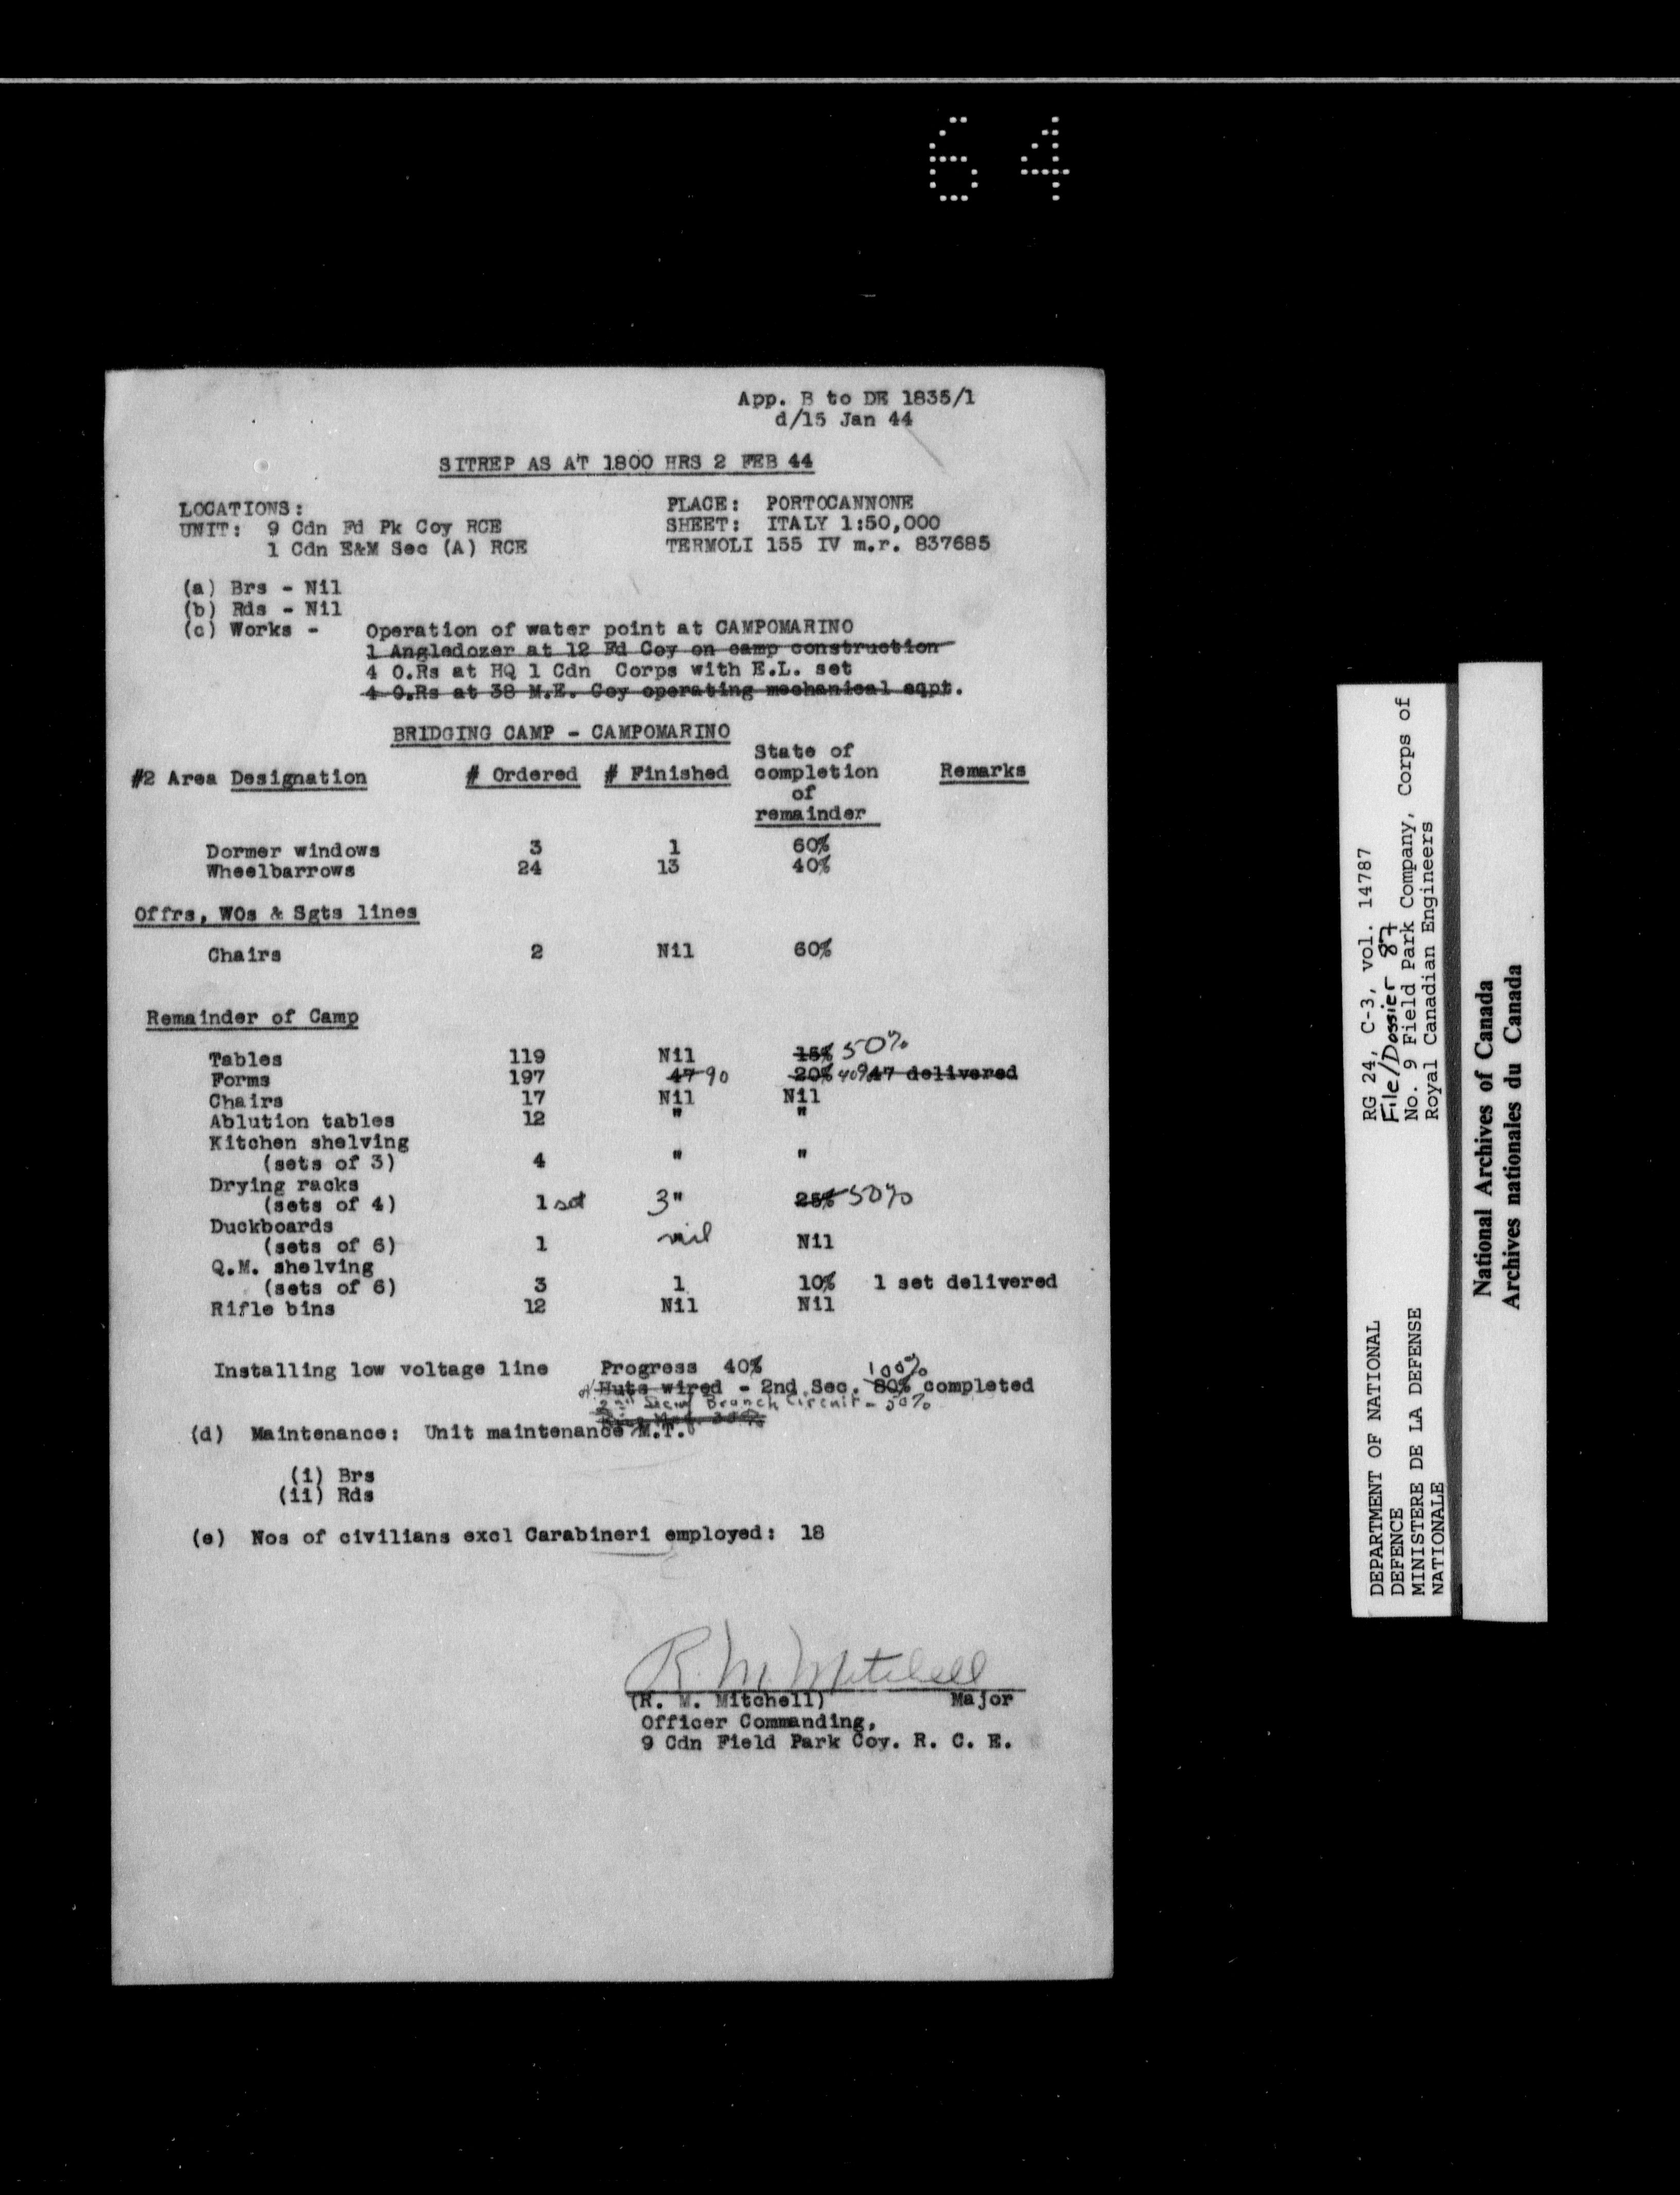 64
App. B to DE 1835/1
d/15 Jan 44
SITREP AS AT 1800 HRS 2 FEB 44
LOCATIONS:
UNIT: 9 Cdn Fd Pk Coy RCE
1 Cdn E&M Sec (A) RCE
PLACE: PORTOCANNONE
SHEET: ITALY 1:50,000
TERMOLI 155 IV m.r. 837685
(a) Brs - Nil
(b) Rds - Nil
(c) Works - Operation of water point at CAMPOMARINO
1 Angledozer at 12 Fd Coy on camp construction
4 O.Rs at HQ 1 Cdn Corps with E.L. set
4 O.Rs at 38 M.E. Coy operating mechanical eqpt.
BRIDGING CAMP - CAMPOMARINO
#2 Area Designation # Ordered # Finished State of completion of remainder Remarks
Dormer windows 3 1 60%
Wheelbarrows 24 13 40%
Offrs, WOs & Sgts lines
Chairs 2 Nil 60%
Remainder of Camp
Tables 119 Nil 15% 50%
Forms 197 47 90 20% 40% 47 delivered
Chairs 17 Nil Nil
Ablution tables 12 " "
Kitchen shelving
(sets of 3) 4 " "
Drying racks
(sets of 4) 1 set 3" 25% 50%
Duckboards
(sets of 6) 1 nil Nil
Q.M. shelving
(sets of 6) 3 1 10% 1 set delivered
Rifle bins 12 Nil Nil
Installing low voltage line Progress 40%
100%
Huts wired - 2nd Sec. 80% completed
2nd Branch Circuit - 50%
(d) Maintenance: Unit maintenance M.T.
(i) Brs
(ii) Rds
(e) Nos of civilians excl Carabineri employed: 18
R. M. Mitchell
(R. M. Mitchell) Major
Officer Commanding,
9 Cdn Field Park Coy. R. C. E.
DEPARTMENT OF NATIONAL
DEFENCE
MINISTERE DE LA DEFENSE
NATIONALE
RG 24, C-3, vol. 14787
File/Dossier 87
No. 9 Field Park Company, Corps of
Royal Canadian Engineers
National Archives of Canada
Archives nationales du Canada